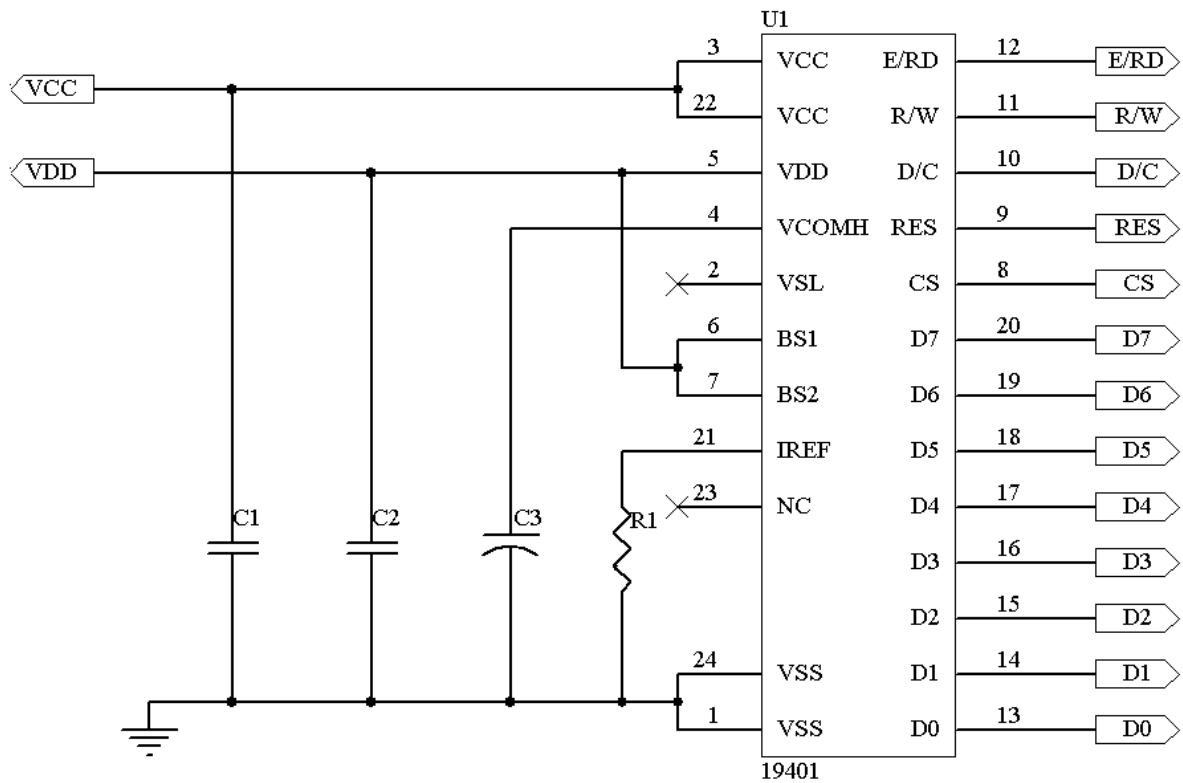 U1
VCC 3 VCC E/RD 12 E/RD
22 VCC R/W 11 R/W
VDD 5 VDD D/C 10 D/C
4 VCOMH RES 9 RES
2 VSL CS 8 CS
6 BS1 D7 20 D7
7 BS2 D6 19 D6
21 IREF D5 18 D5
23 NC D4 17 D4
C1 C2 C3 R1
D3 16 D3
D2 15 D2
24 VSS D1 14 D1
1 VSS D0 13 D0
19401